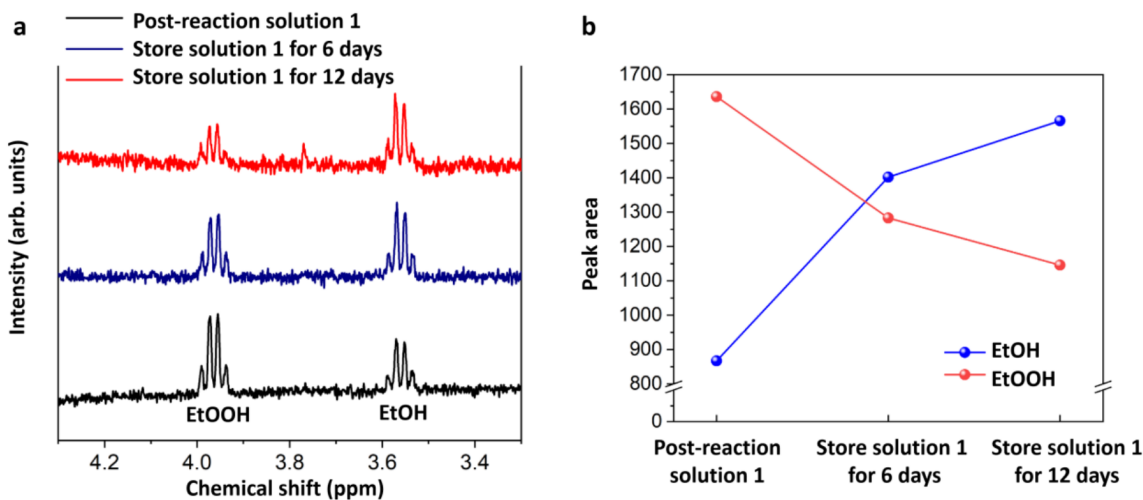 a
Post-reaction solution 1
Store solution 1 for 6 days
Store solution 1 for 12 days
Intensity (arb. units)
EtOOH
EtOH
4.2
4.0
3.8
3.6
3.4
Chemical shift (ppm)
b
1700
1600
1500
1400
1300
1200
1100
1000
900
800
0
Peak area
EtOH
EtOOH
Post-reaction
solution 1
Store solution 1
for 6 days
Store solution 1
for 12 days